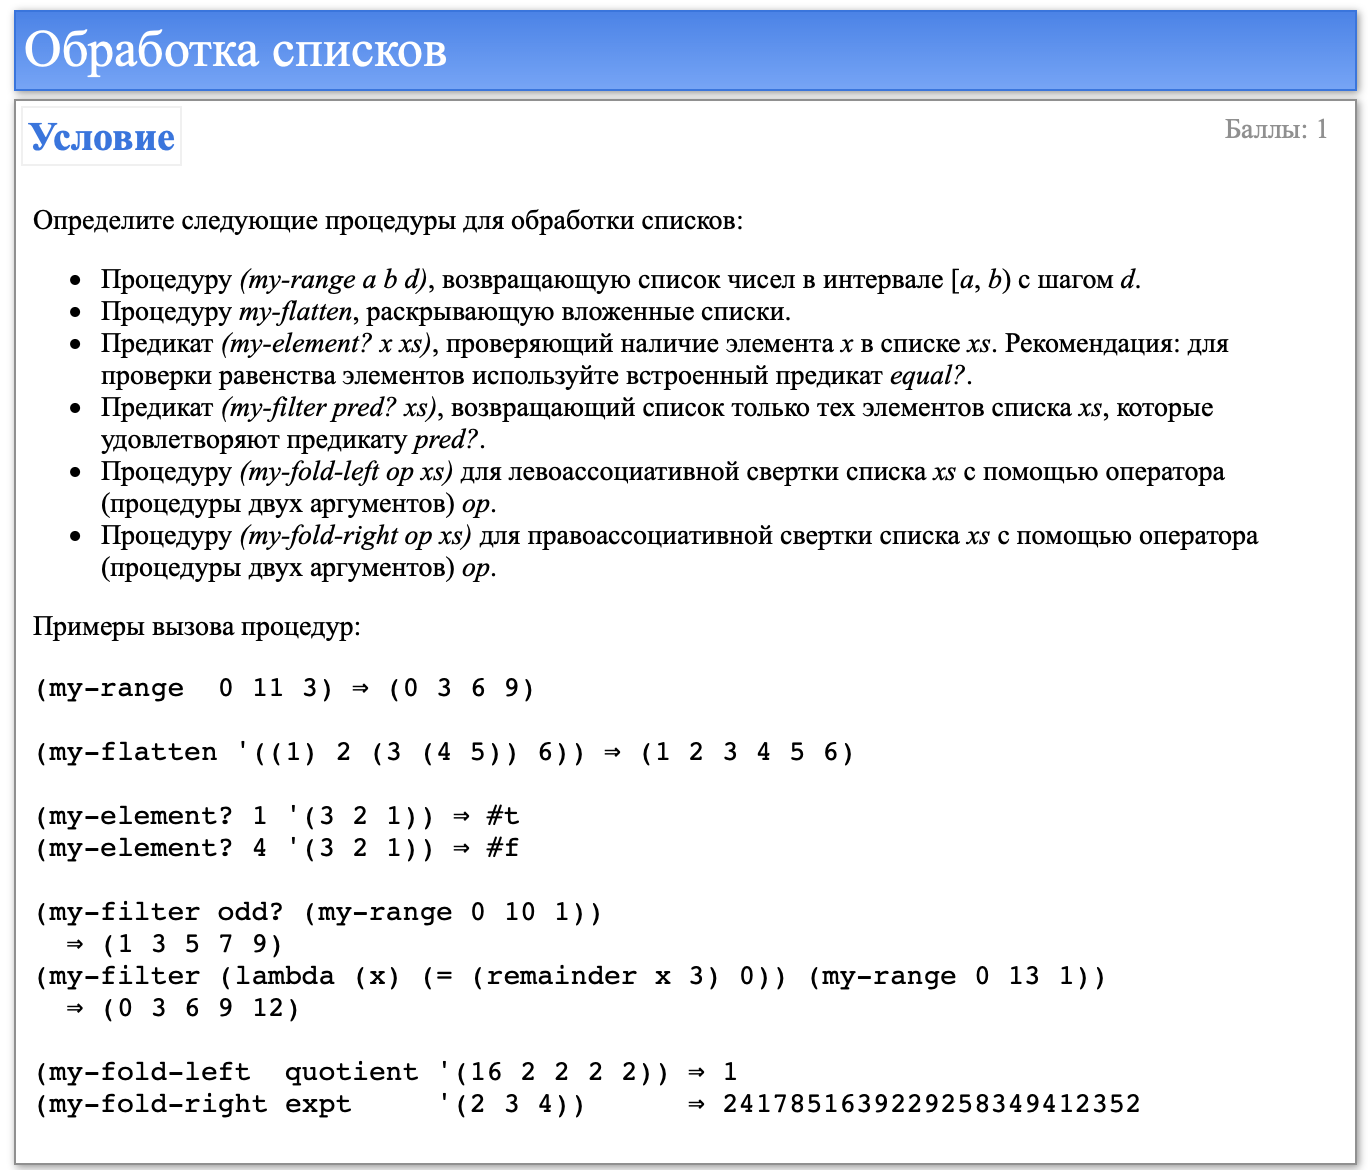 Обработка списков
Условие
Баллы: 1
Определите следующие процедуры для обработки списков:
• Процедуру (my-range a b d), возвращающую список чисел в интервале [a, b) с шагом d.
• Процедуру my-flatten, раскрывающую вложенные списки.
• Предикат (my-element? x xs), проверяющий наличие элемента x в списке xs. Рекомендация: для
проверки равенства элементов используйте встроенный предикат equal?.
• Предикат (my-filter pred? xs), возвращающий список только тех элементов списка xs, которые
удовлетворяют предикату pred?.
• Процедуру (my-fold-left op xs) для левоассоциативной свертки списка xs с помощью оператора
(процедуры двух аргументов) op.
• Процедуру (my-fold-right op xs) для правоассоциативной свертки списка xs с помощью оператора
(процедуры двух аргументов) op.
Примеры вызова процедур:
(my-range  0 11 3) ⇒ (0 3 6 9)
(my-flatten '((1) 2 (3 (4 5)) 6)) ⇒ (1 2 3 4 5 6)
(my-element? 1 '(3 2 1)) ⇒ #t
(my-element? 4 '(3 2 1)) ⇒ #f
(my-filter odd? (my-range 0 10 1))
  ⇒ (1 3 5 7 9)
(my-filter (lambda (x) (= (remainder x 3) 0)) (my-range 0 13 1))
  ⇒ (0 3 6 9 12)
(my-fold-left  quotient '(16 2 2 2 2)) ⇒ 1
(my-fold-right expt     '(2 3 4))      ⇒ 2417851639229258349412352